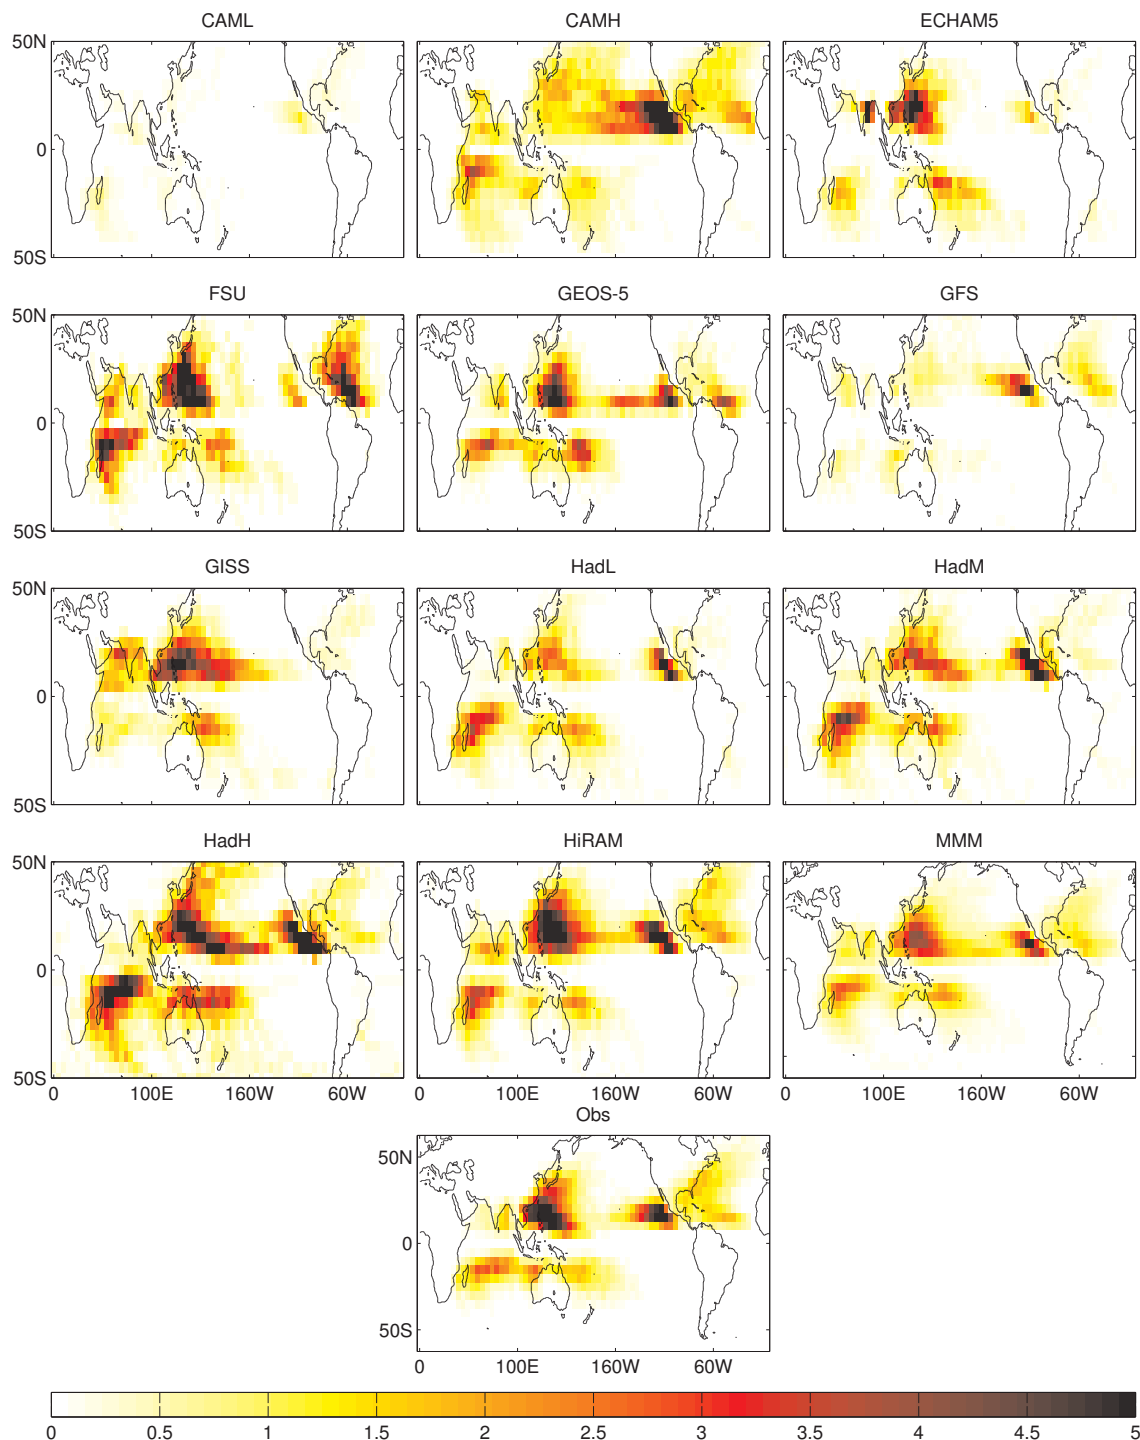 CAML CAMH ECHAM5
50N
0
50S
FSU GEOS-5 GFS
50N
0
50S
GISS HadL HadM
50N
0
50S
HadH HiRAM MMM
50N
0
50S
0 100E 160W 60W 0 100E 160W 60W 0 100E 160W 60W
Obs
50N
0
50S
0 100E 160W 60W
0 0.5 1 1.5 2 2.5 3 3.5 4 4.5 5